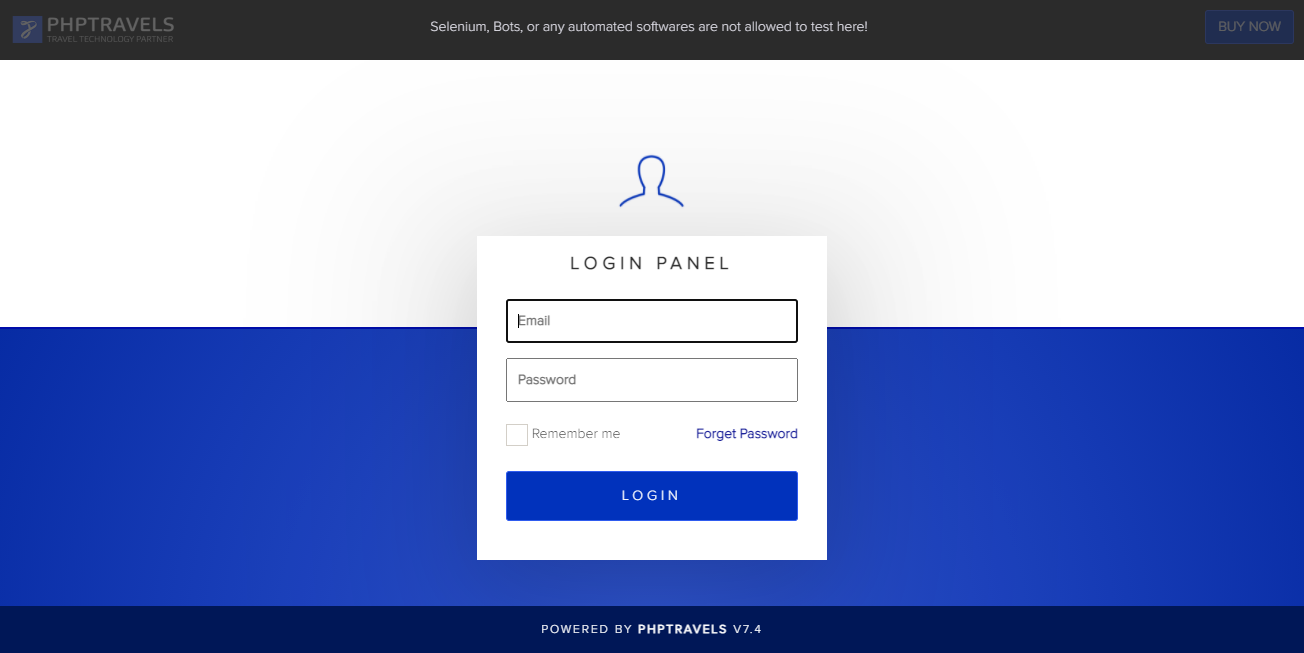 PHPTRAVELS
TRAVEL TECHNOLOGY PARTNER
Selenium, Bots, or any automated softwares are not allowed to test here!
BUY NOW
LOGIN PANEL
Email
Password
Remember me
Forget Password
LOGIN
POWERED BY PHPTRAVELS V7.4